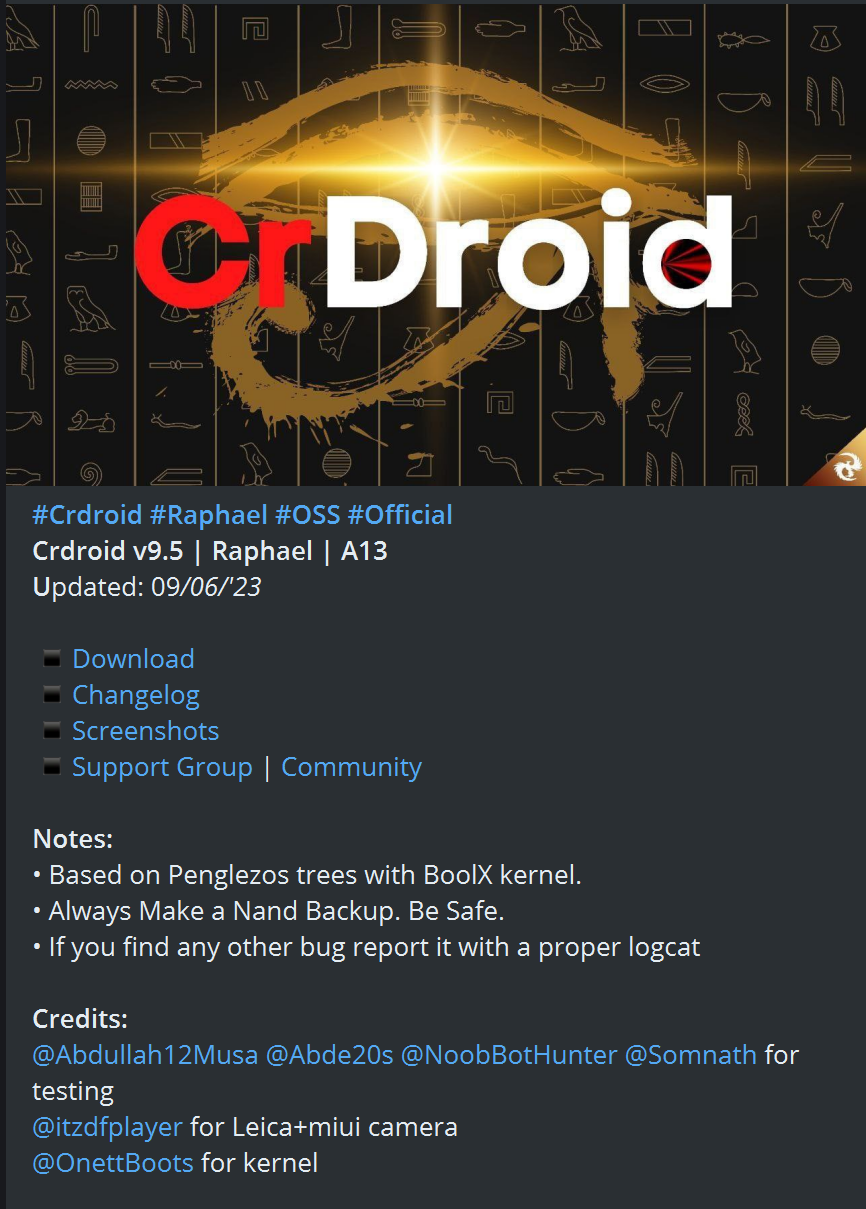 CrDroid
#Crdroid #Raphael #OSS #Official
Crdroid v9.5 | Raphael | A13
Updated: 09/06/'23
▪ Download
▪ Changelog
▪ Screenshots
▪ Support Group | Community
Notes:
• Based on Penglezos trees with BoolX kernel.
• Always Make a Nand Backup. Be Safe.
• If you find any other bug report it with a proper logcat
Credits:
@Abdullah12Musa @Abde20s @NoobBotHunter @Somnath for
testing
@itzdfplayer for Leica+miui camera
@OnettBoots for kernel